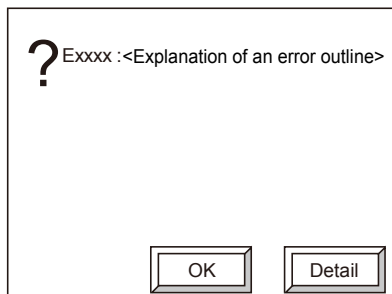 ? Exxxx :<Explanation of an error outline>
OK Detail